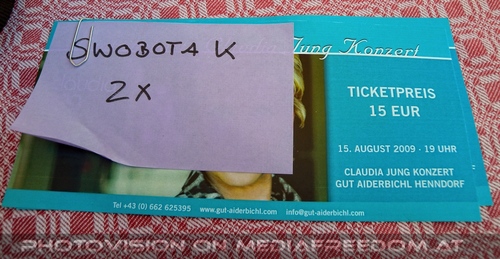 SWOBOTA K
2X
Jung Konzert
TICKETPREIS
15 EUR
15. AUGUST 2009 - 19 UHR
CLAUDIA JUNG KONZERT
GUT AIDERBICHL HENNDORF
Tel +43 (0) 662 625395 www.gut-aiderbichl.com info@gut-aiderbichl.com
PHOTOVISION ON MEDIAFREEDOM.AT